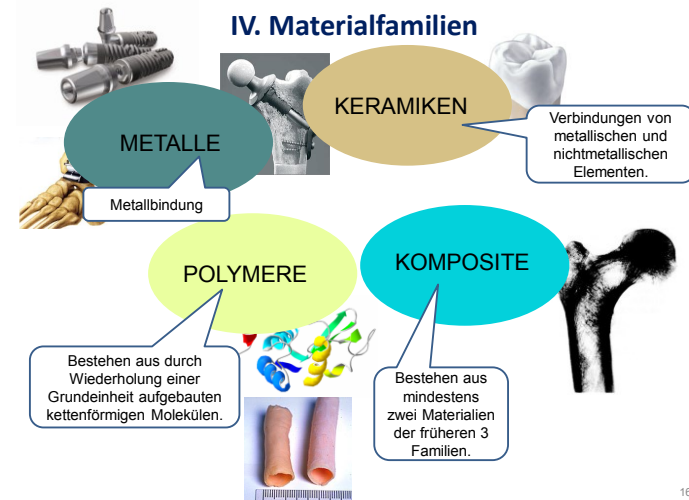 IV. Materialfamilien
KERAMIKEN
Verbindungen von
metallischen und
nichtmetallischen
Elementen.
METALLE
Metallbindung
POLYMERE
KOMPOSITE
Bestehen aus durch
Wiederholung einer
Grundeinheit aufgebauten
kettenförmigen Molekülen.
Bestehen aus
mindestens
zwei Materialien
der früheren 3
Familien.
16